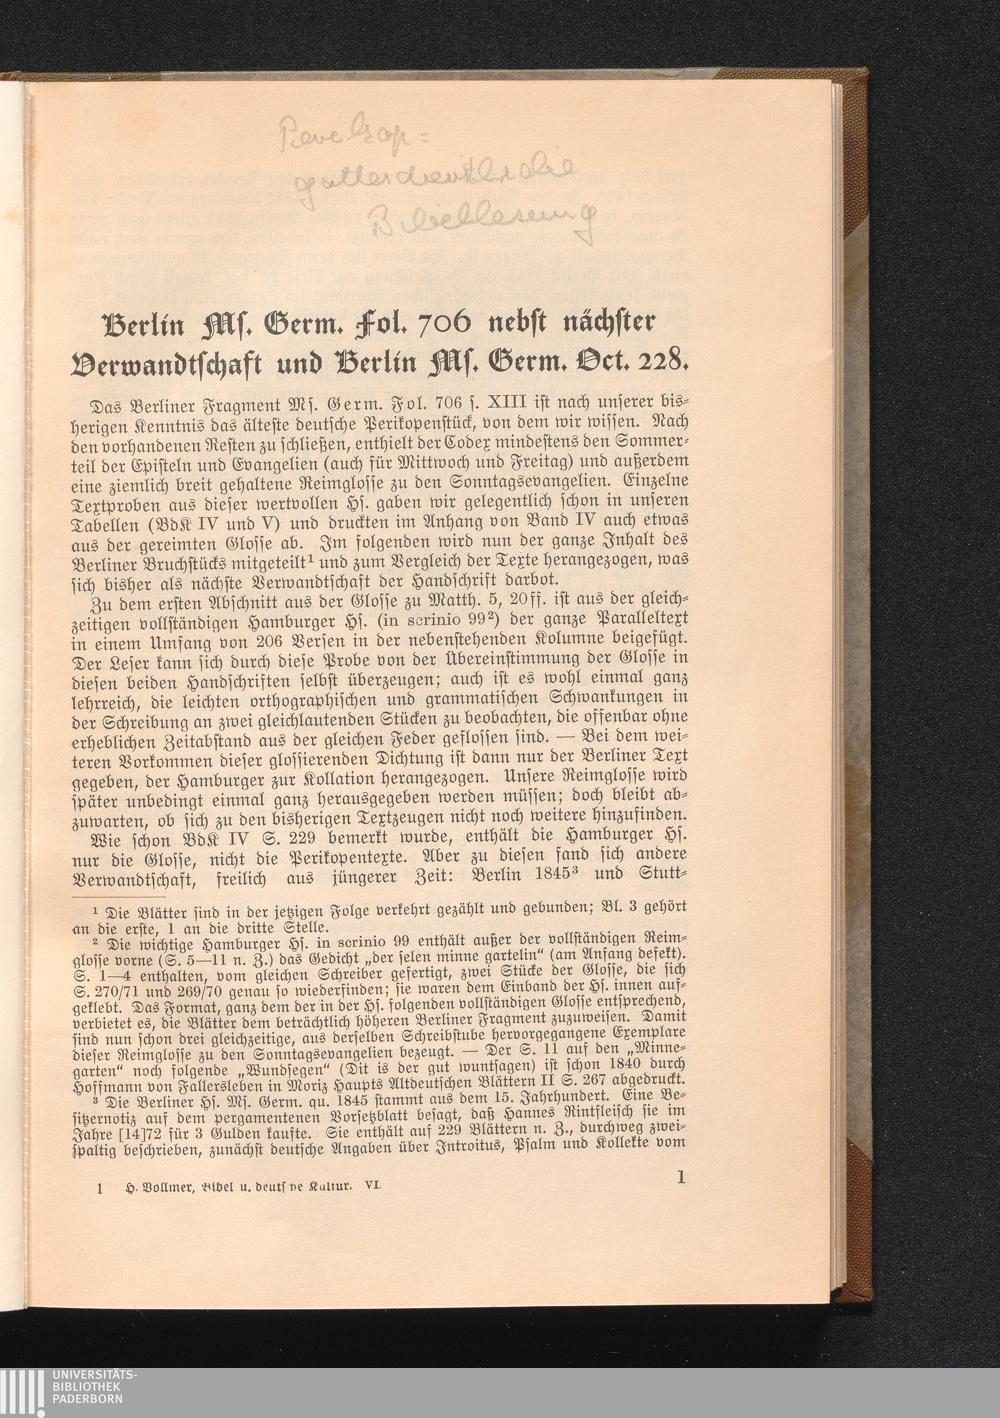 gottesdienstliche
Bibellesung
Berlin Ms. Germ. Fol. 706 nebst nächster
Verwandtschaft und Berlin Ms. Germ. Oct. 228.
Das Berliner Fragment Ms. Germ. Fol. 706 s. XIII ist nach unserer bis-
herigen Kenntnis das älteste deutsche Perikopenstück, von dem wir wissen. Nach
den vorhandenen Resten zu schließen, enthielt der Codex mindestens den Sommer-
teil der Episteln und Evangelien (auch für Mittwoch und Freitag) und außerdem
eine ziemlich breit gehaltene Reimglosse zu den Sonntagsevangelien. Einzelne
Textproben aus dieser wertvollen Hs. gaben wir gelegentlich schon in unseren
Tabellen (BdK IV und V) und druckten im Anhang von Band IV auch etwas
aus der gereimten Glosse ab. Im folgenden wird nun der ganze Inhalt des
Berliner Bruchstücks mitgeteilt¹ und zum Vergleich der Texte herangezogen, was
sich bisher als nächste Verwandtschaft der Handschrift darbot.
Zu dem ersten Abschnitt aus der Glosse zu Matth. 5, 20ff. ist aus der gleich-
zeitigen vollständigen Hamburger Hs. (in scrinio 99²) der ganze Paralleltext
in einem Umfang von 206 Versen in der nebenstehenden Kolumne beigefügt.
Der Leser kann sich durch diese Probe von der Übereinstimmung der Glosse in
diesen beiden Handschriften selbst überzeugen; auch ist es wohl einmal ganz
lehrreich, die leichten orthographischen und grammatischen Schwankungen in
der Schreibung an zwei gleichlautenden Stücken zu beobachten, die offenbar ohne
erheblichen Zeitabstand aus der gleichen Feder geflossen sind. — Bei dem wei-
teren Vorkommen dieser glossierenden Dichtung ist dann nur der Berliner Text
gegeben, der Hamburger zur Kollation herangezogen. Unsere Reimglosse wird
später unbedingt einmal ganz herausgegeben werden müssen; doch bleibt ab-
zuwarten, ob sich zu den bisherigen Textzeugen nicht noch weitere hinzufinden.
Wie schon BdK IV S. 229 bemerkt wurde, enthält die Hamburger Hs.
nur die Glosse, nicht die Perikopentexte. Aber zu diesen fand sich andere
Verwandtschaft, freilich aus jüngerer Zeit: Berlin 1845³ und Stutt-
¹ Die Blätter sind in der jetzigen Folge verkehrt gezählt und gebunden; Bl. 3 gehört
an die erste, 1 an die dritte Stelle.
² Die wichtige Hamburger Hs. in scrinio 99 enthält außer der vollständigen Reim-
glosse vorne (S. 5—11 n. Z.) das Gedicht „der selen minne gartelin“ (am Anfang defekt).
S. 1—4 enthalten, vom gleichen Schreiber gefertigt, zwei Stücke der Glosse, die sich
S. 270/71 und 269/70 genau so wiederfinden; sie waren dem Einband der Hs. innen auf-
geklebt. Das Format, ganz dem der in der Hs. folgenden vollständigen Glosse entsprechend,
verbietet es, die Blätter dem beträchtlich höheren Berliner Fragment zuzuweisen. Damit
sind nun schon drei gleichzeitige, aus derselben Schreibstube hervorgegangene Exemplare
dieser Reimglosse zu den Sonntagsevangelien bezeugt. — Der S. 11 auf den „Minne-
garten“ noch folgende „Wundsegen“ (Dit is der gut wuntsagen) ist schon 1840 durch
Hoffmann von Fallersleben in Moriz Haupts Altdeutschen Blättern II S. 267 abgedruckt.
³ Die Berliner Hs. Ms. Germ. qu. 1845 stammt aus dem 15. Jahrhundert. Eine Be-
sitzernotiz auf dem pergamentenen Vorsetzblatt besagt, daß Hannes Rintfleisch sie im
Jahre [14]72 für 3 Gulden kaufte. Sie enthält auf 229 Blättern n. Z., durchweg zwei-
spaltig beschrieben, zunächst deutsche Angaben über Introitus, Psalm und Kollekte vom
1 H. Vollmer, Bibel u. deutsche Kultur. VI.
1
UNIVERSITÄTS-
BIBLIOTHEK
PADERBORN